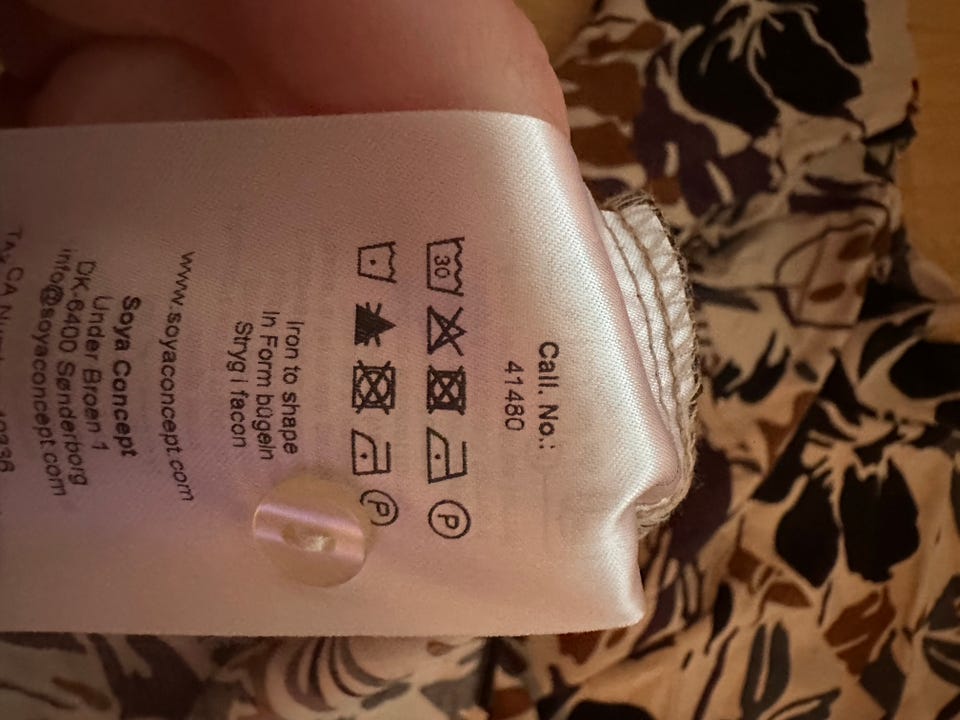 Call. No.:
41480
30
P
P
Iron to shape
In Form bügeln
Stryg i facon
www.soyaconcept.com
Soya Concept
Under Broen 1
DK-6400 Sønderborg
info@soyaconcept.com